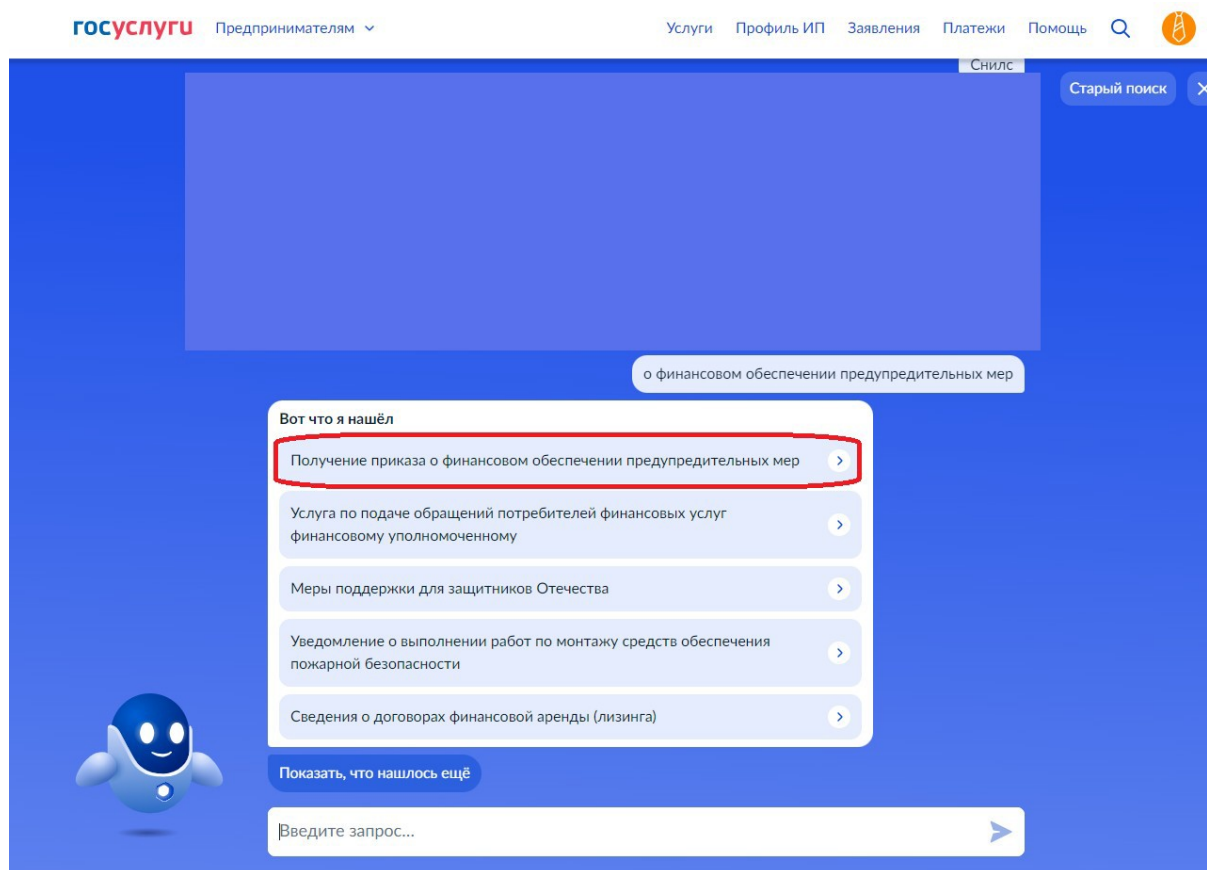 госуслуги Предпринимателям Услуги Профиль ИП Заявления Платежи Помощь
Снилс
Старый поиск
о финансовом обеспечении предупредительных мер
Вот что я нашёл
Получение приказа о финансовом обеспечении предупредительных мер
Услуга по подаче обращений потребителей финансовых услуг
финансовому уполномоченному
Меры поддержки для защитников Отечества
Уведомление о выполнении работ по монтажу средств обеспечения
пожарной безопасности
Сведения о договорах финансовой аренды (лизинга)
Показать, что нашлось ещё
Введите запрос...